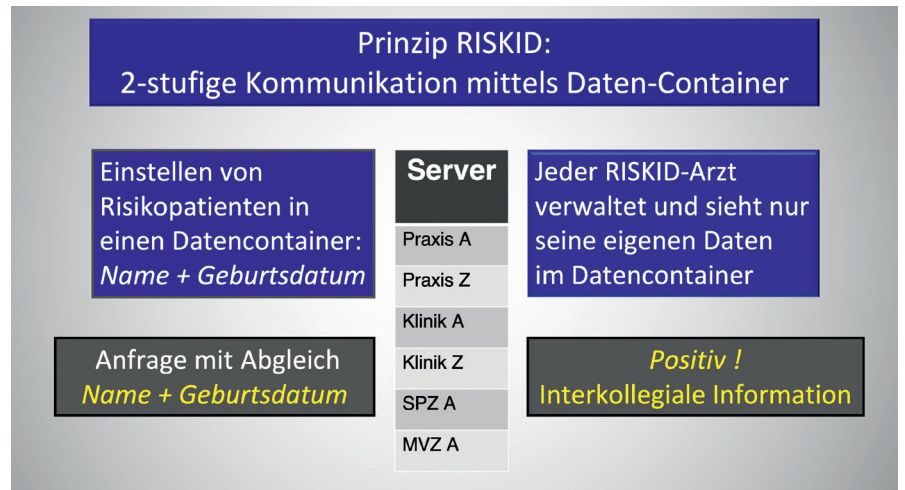 Prinzip RISKID:
2-stufige Kommunikation mittels Daten-Container
Einstellen von
Risikopatienten in
einen Datencontainer:
Name + Geburtsdatum
Server
Praxis A
Praxis Z
Klinik A
Klinik Z
SPZ A
MVZ A
Jeder RISKID-Arzt
verwaltet und sieht nur
seine eigenen Daten
im Datencontainer
Anfrage mit Abgleich
Name + Geburtsdatum
Positiv !
Interkollegiale Information